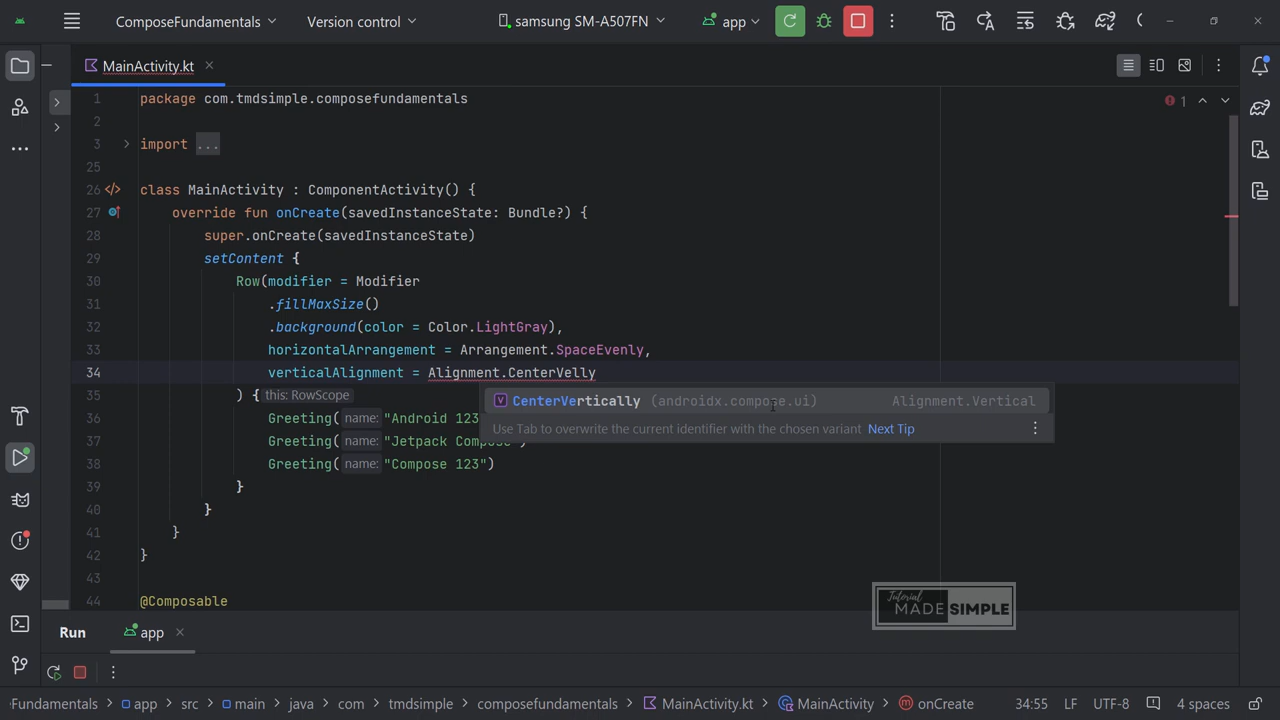 ComposeFundamentals Version control samsung SM-A507FN app
MainActivity.kt
1 package com.tmdsimple.composefundamentals
1
2
3 import ...
25
26 class MainActivity : ComponentActivity() {
27 override fun onCreate(savedInstanceState: Bundle?) {
28 super.onCreate(savedInstanceState)
29 setContent {
30 Row(modifier = Modifier
31 .fillMaxSize()
32 .background(color = Color.LightGray),
33 horizontalArrangement = Arrangement.SpaceEvenly,
34 verticalAlignment = Alignment.CenterVelly
35 ) { this: RowScope
CenterVertically (androidx.compose.ui) Alignment.Vertical
36 Greeting( name: "Android 123
Use Tab to overwrite the current identifier with the chosen variant Next Tip
37 Greeting( name: "Jetpack Compose")
38 Greeting( name: "Compose 123")
39 }
40 }
41 }
42 }
43
44 @Composable
Tutorial
MADE SIMPLE
Run app
Fundamentals app src main java com tmdsimple composefundamentals MainActivity.kt MainActivity onCreate 34:55 LF UTF-8 4 spaces